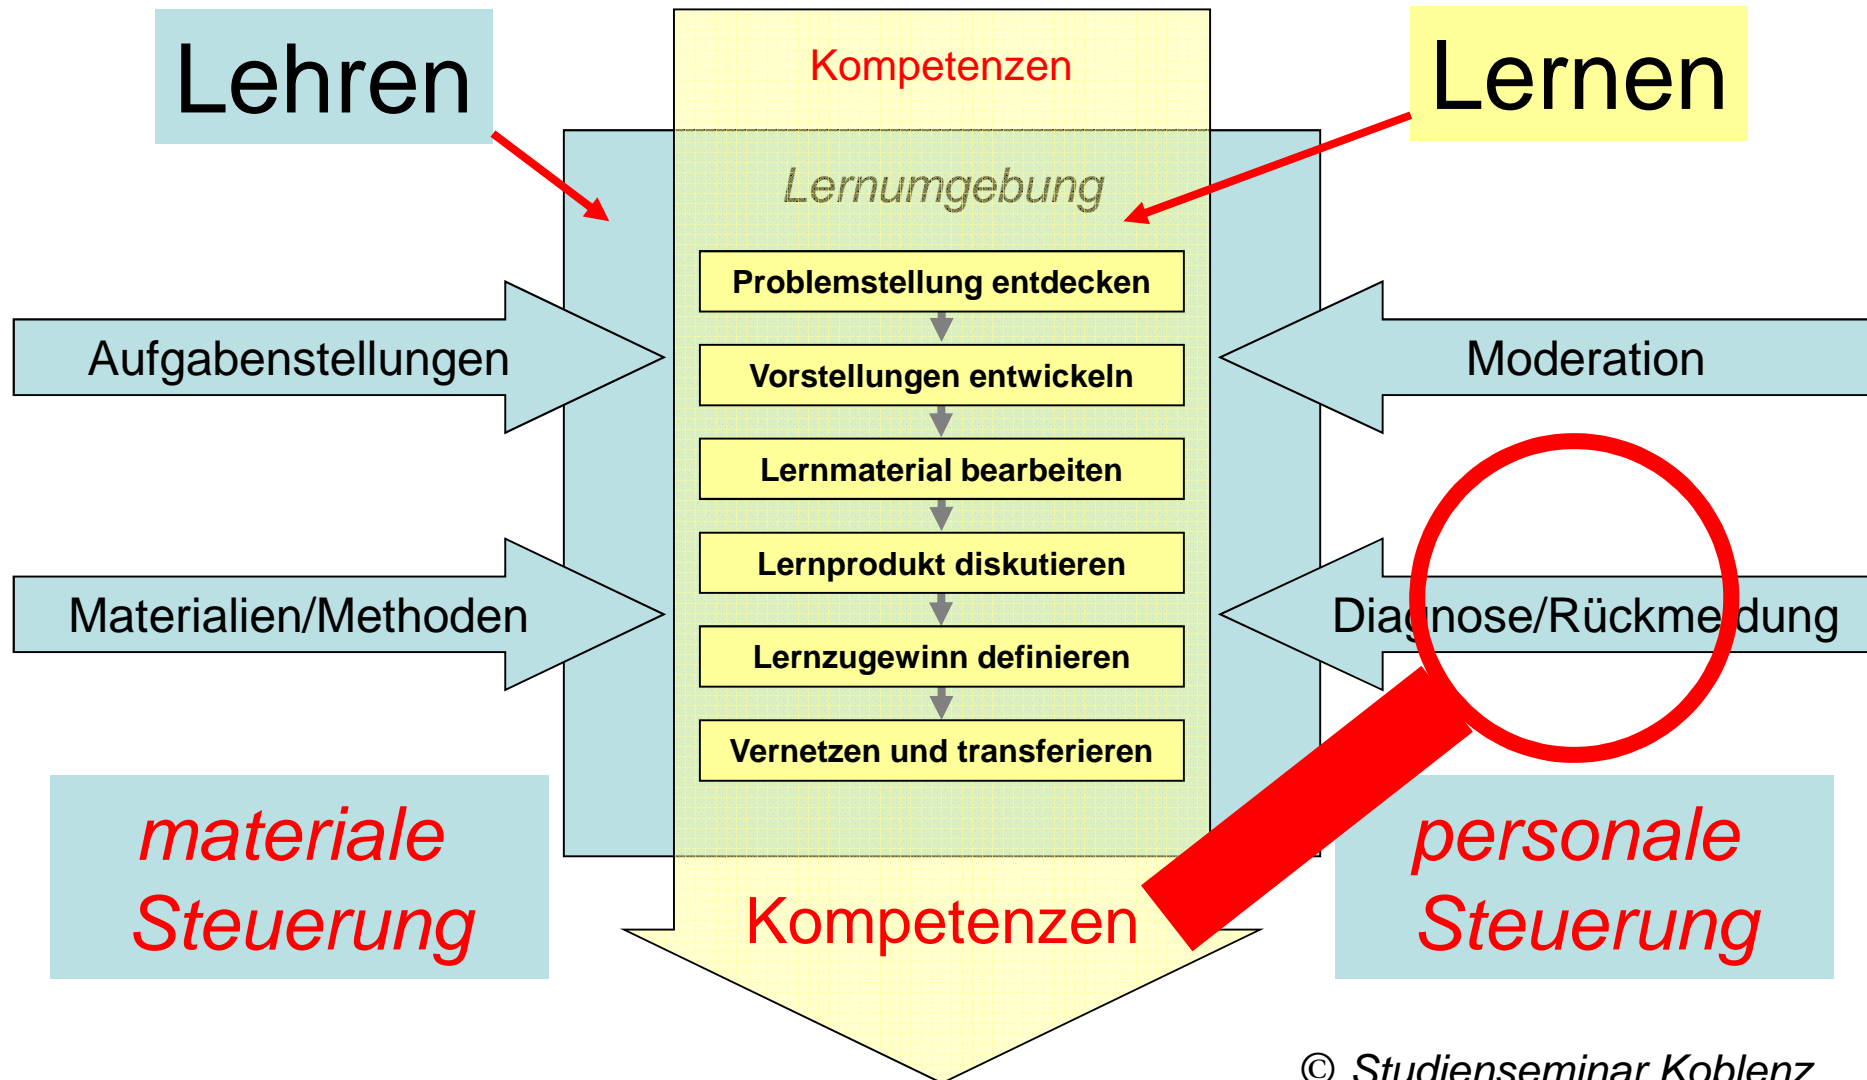 Lehren
Kompetenzen
Lernen
Lernumgebung
Problemstellung entdecken
Aufgabenstellungen
Vorstellungen entwickeln
Moderation
Lernmaterial bearbeiten
Lernprodukt diskutieren
Materialien/Methoden
Diagnose/Rückmeldung
Lernzugewinn definieren
Vernetzen und transferieren
materiale
Steuerung
Kompetenzen
personale
Steuerung
© Studienseminar Koblenz